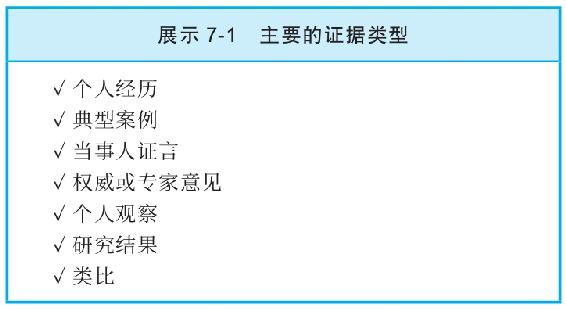 展示 7-1 主要的证据类型
√ 个人经历
√ 典型案例
√ 当事人证言
√ 权威或专家意见
√ 个人观察
√ 研究结果
√ 类比